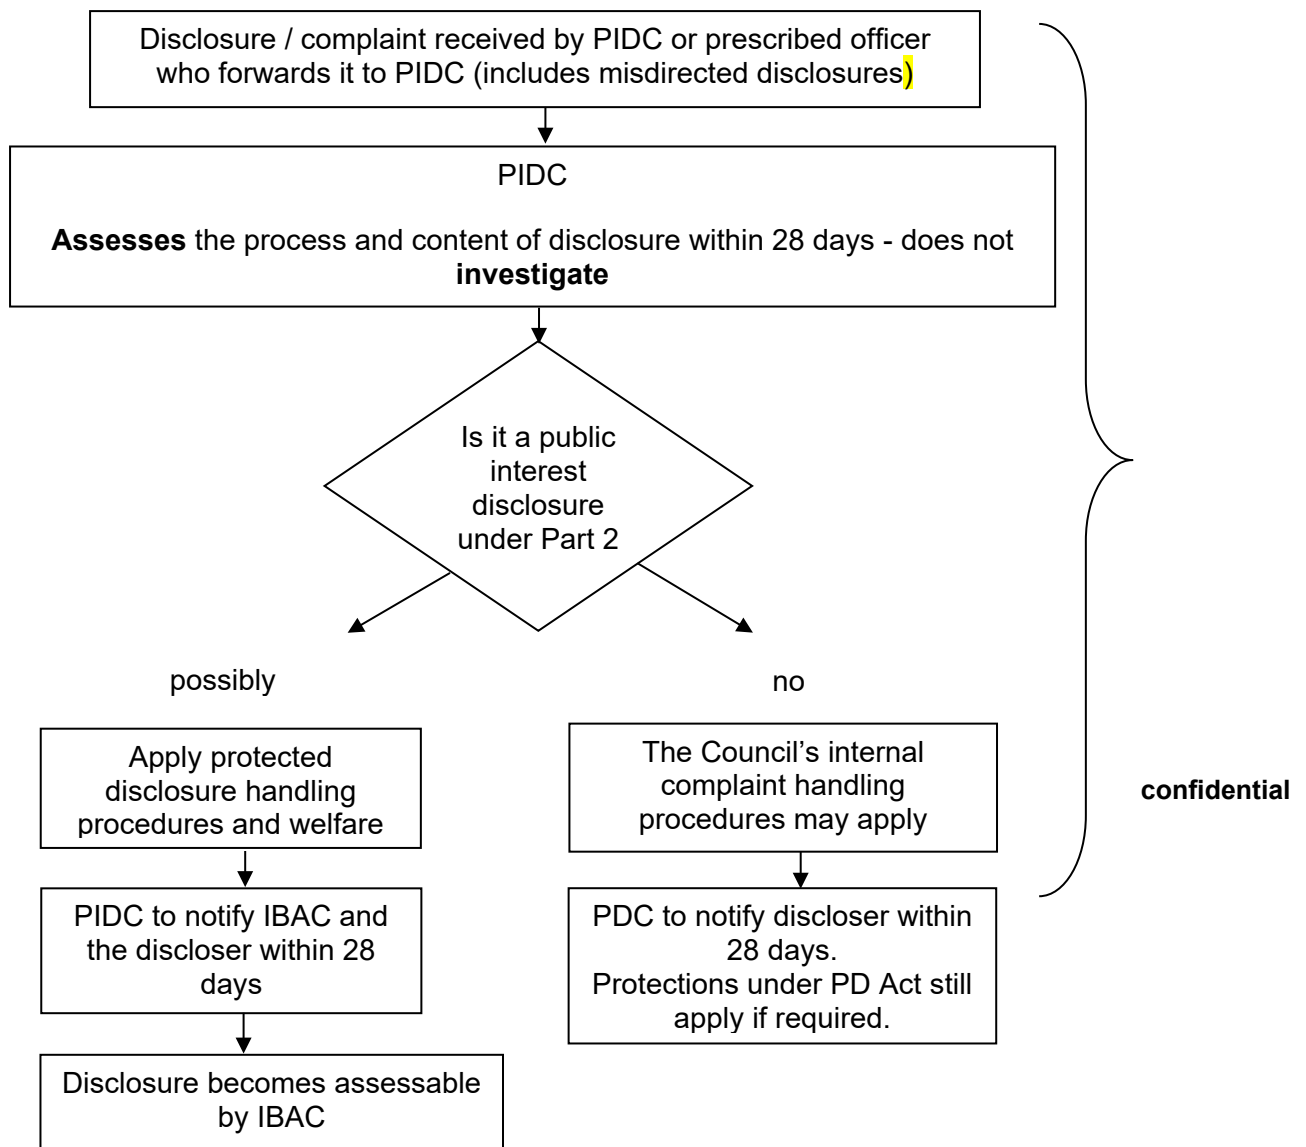 Disclosure / complaint received by PIDC or prescribed officer
who forwards it to PIDC (includes misdirected disclosures)
PIDC
Assesses the process and content of disclosure within 28 days - does not
investigate
Is it a public
interest
disclosure
under Part 2
possibly
no
Apply protected
disclosure handling
procedures and welfare
The Council’s internal
complaint handling
procedures may apply
confidential
PIDC to notify IBAC and
the discloser within 28
days
PDC to notify discloser within
28 days.
Protections under PD Act still
apply if required.
Disclosure becomes assessable
by IBAC